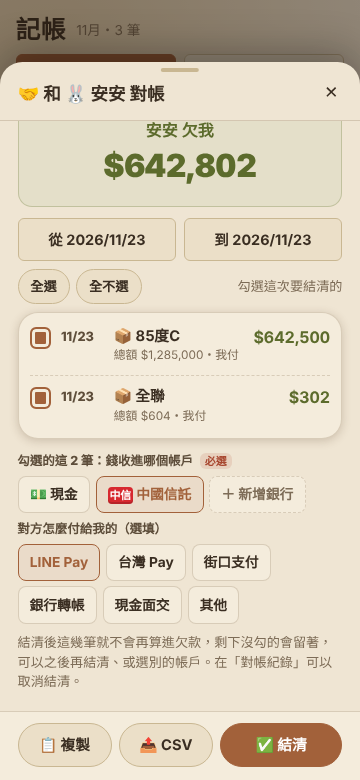 記帳 11月・3 筆
🤝 和 🐰 安安 對帳 ✕
安安 欠我
$642,802
從 2026/11/23 到 2026/11/23
全選 全不選 勾選這次要結清的
11/23 📦 85度C $642,500
總額 $1,285,000・我付
11/23 📦 全聯 $302
總額 $604・我付
勾選的這 2 筆：錢收進哪個帳戶 必選
💵 現金 中信 中國信託 ＋ 新增銀行
對方怎麼付給我的（選填）
LINE Pay 台灣 Pay 街口支付
銀行轉帳 現金面交 其他
結清後這幾筆就不會再算進欠款，剩下沒勾的會留著，
可以之後再結清、或選別的帳戶。在「對帳紀錄」可以
取消結清。
📋 複製 📤 CSV ✅ 結清